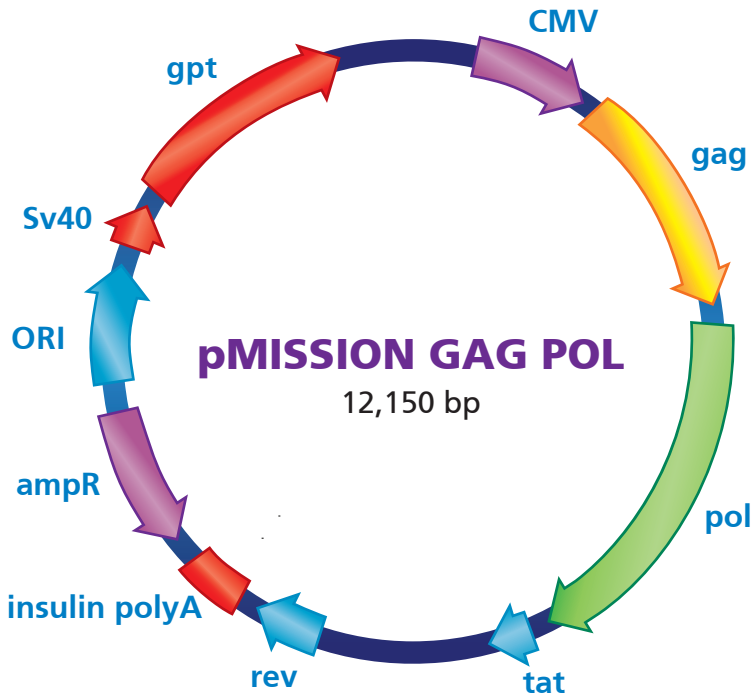 CMV
gpt
gag
Sv40
ORI
pMISSION GAG POL
12,150 bp
ampR
pol
insulin polyA
rev
tat